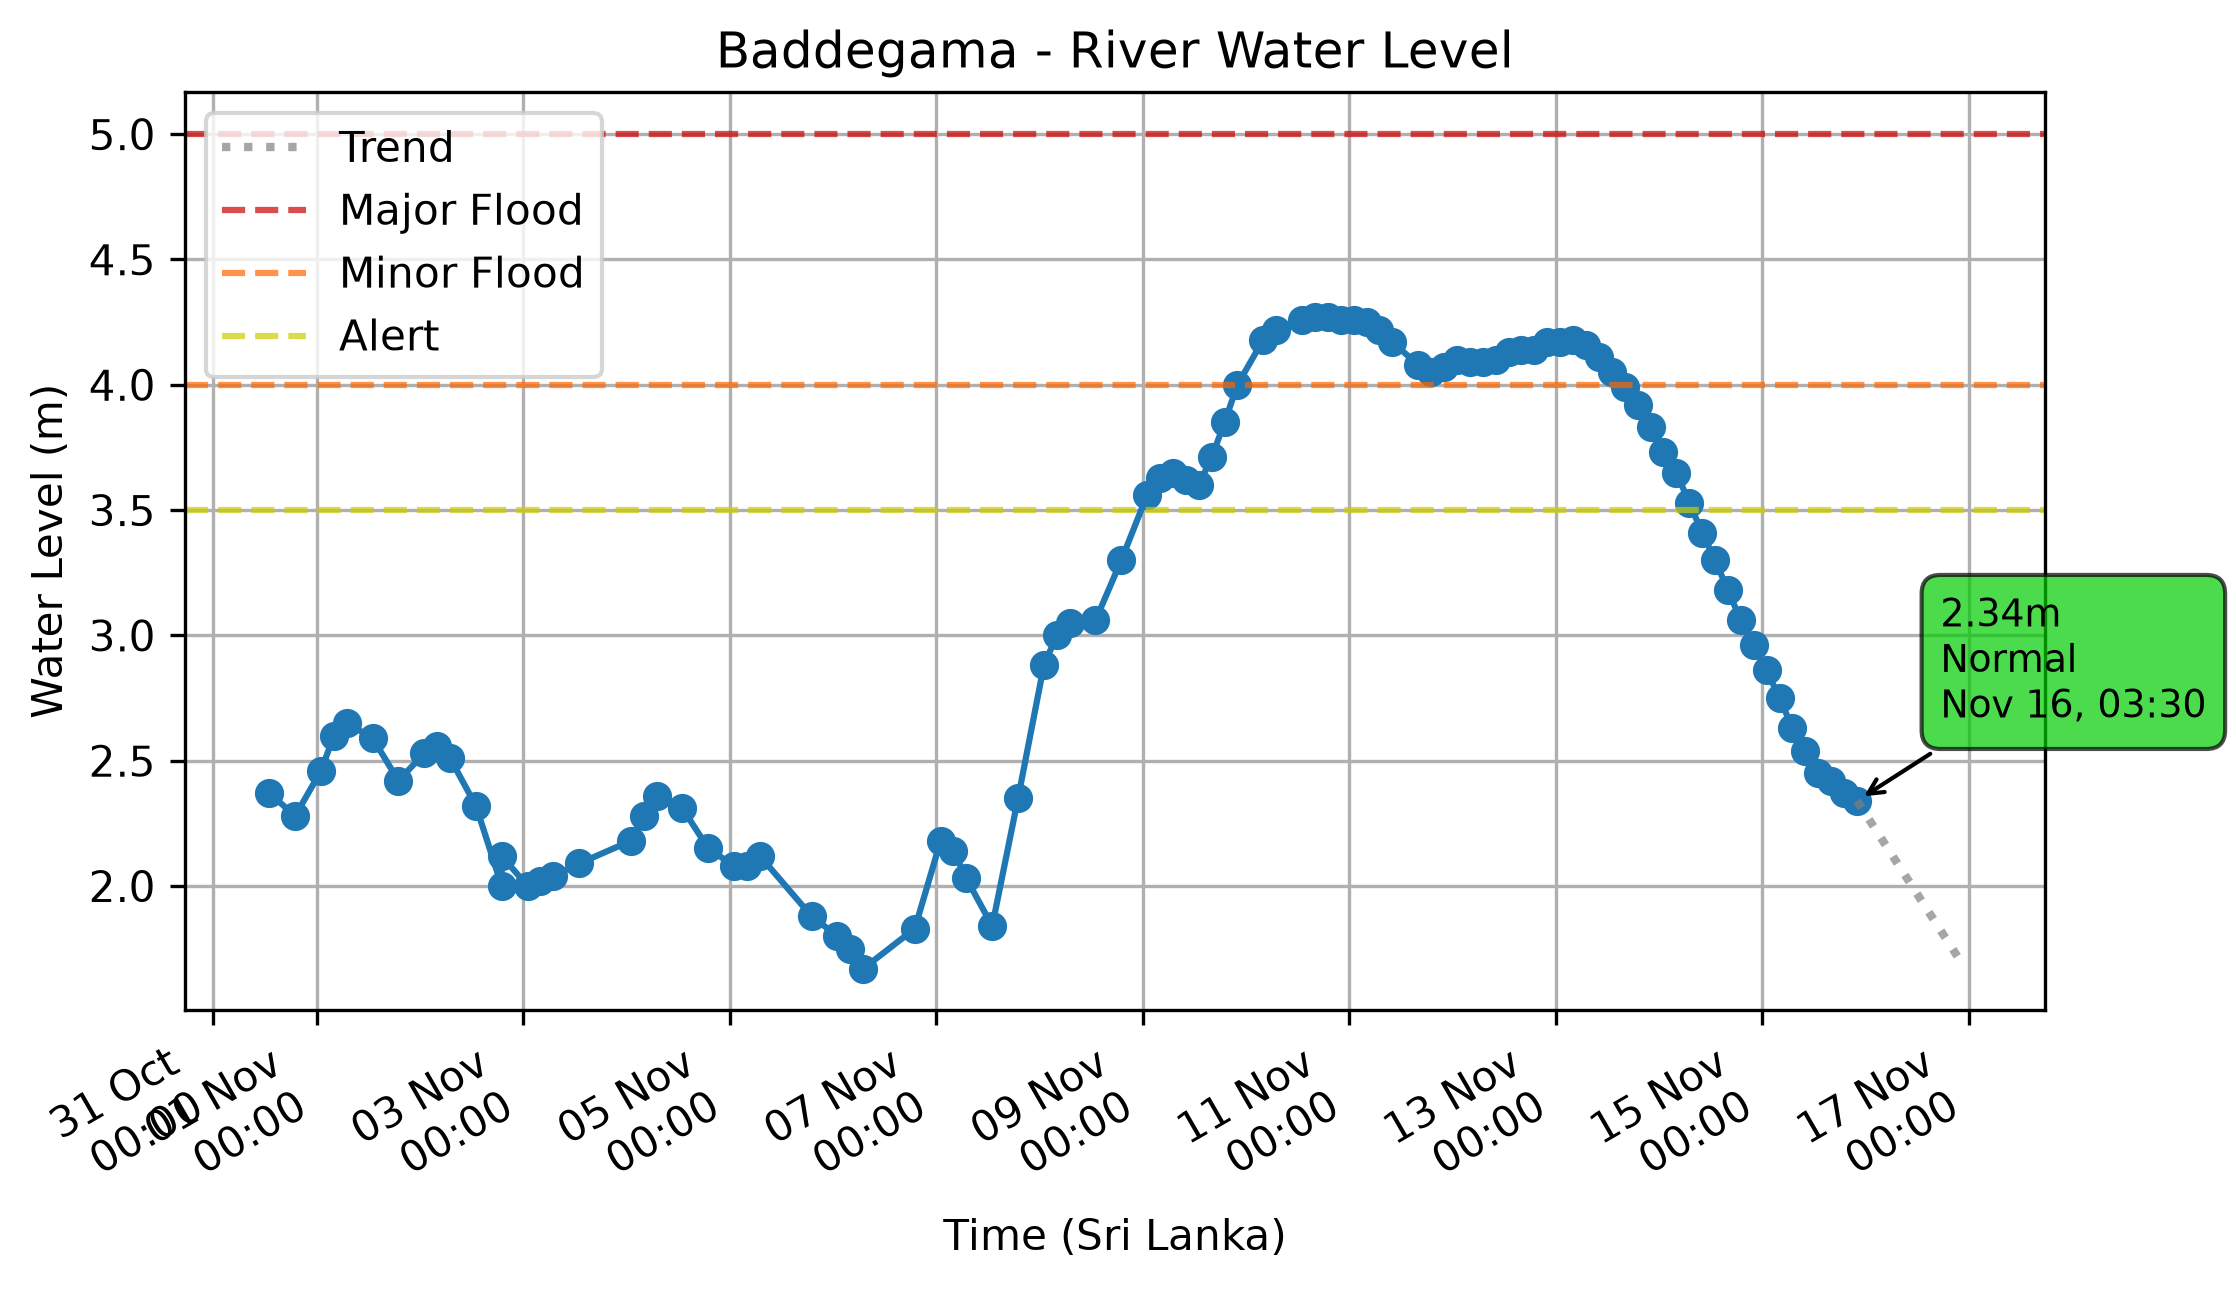 Baddegama - River Water Level
Trend
Major Flood
Minor Flood
Alert
5.0
4.5
4.0
3.5
3.0
2.5
2.0
Water Level (m)
2.34m
Normal
Nov 16, 03:30
31 Oct
00:00
01 Nov
00:00
03 Nov
00:00
05 Nov
00:00
07 Nov
00:00
09 Nov
00:00
11 Nov
00:00
13 Nov
00:00
15 Nov
00:00
17 Nov
00:00
Time (Sri Lanka)